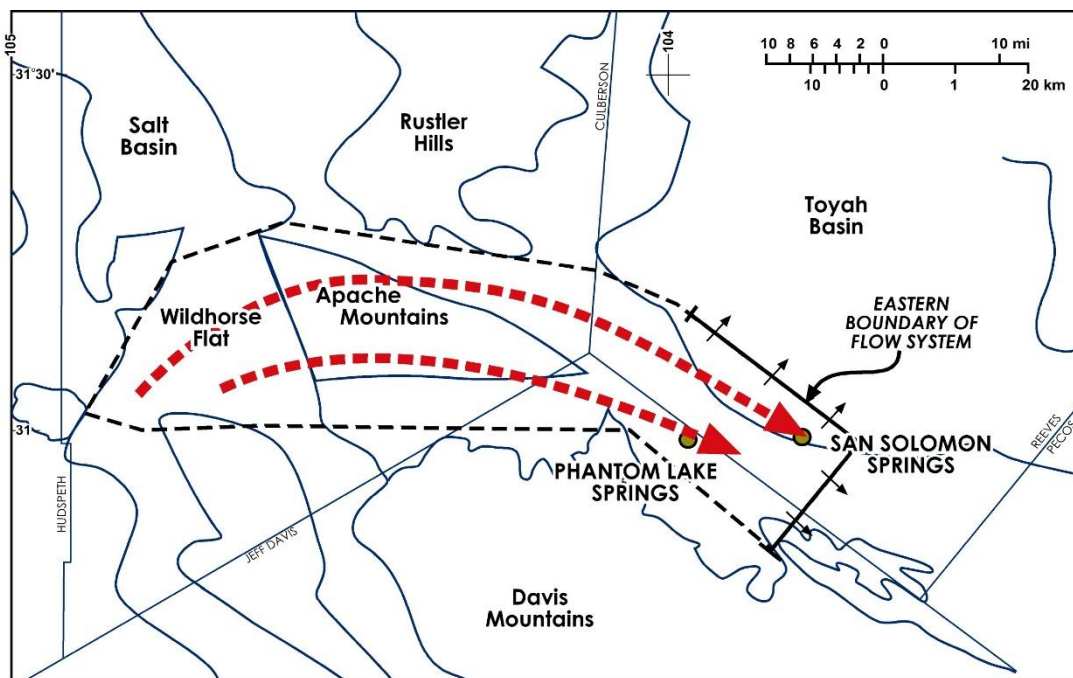 105
31°30'
Salt
Basin
Rustler
Hills
CULBERSON
104
10 8 6 4 2 0 10 mi
10 0 1 20 km
Toyah
Basin
Wildhorse
Flat
Apache
Mountains
EASTERN
BOUNDARY OF
FLOW SYSTEM
31
PHANTOM LAKE
SPRINGS
SAN SOLOMON
SPRINGS
REEVES
PECOS
HUDSPETH
JEFF DAVIS
Davis
Mountains